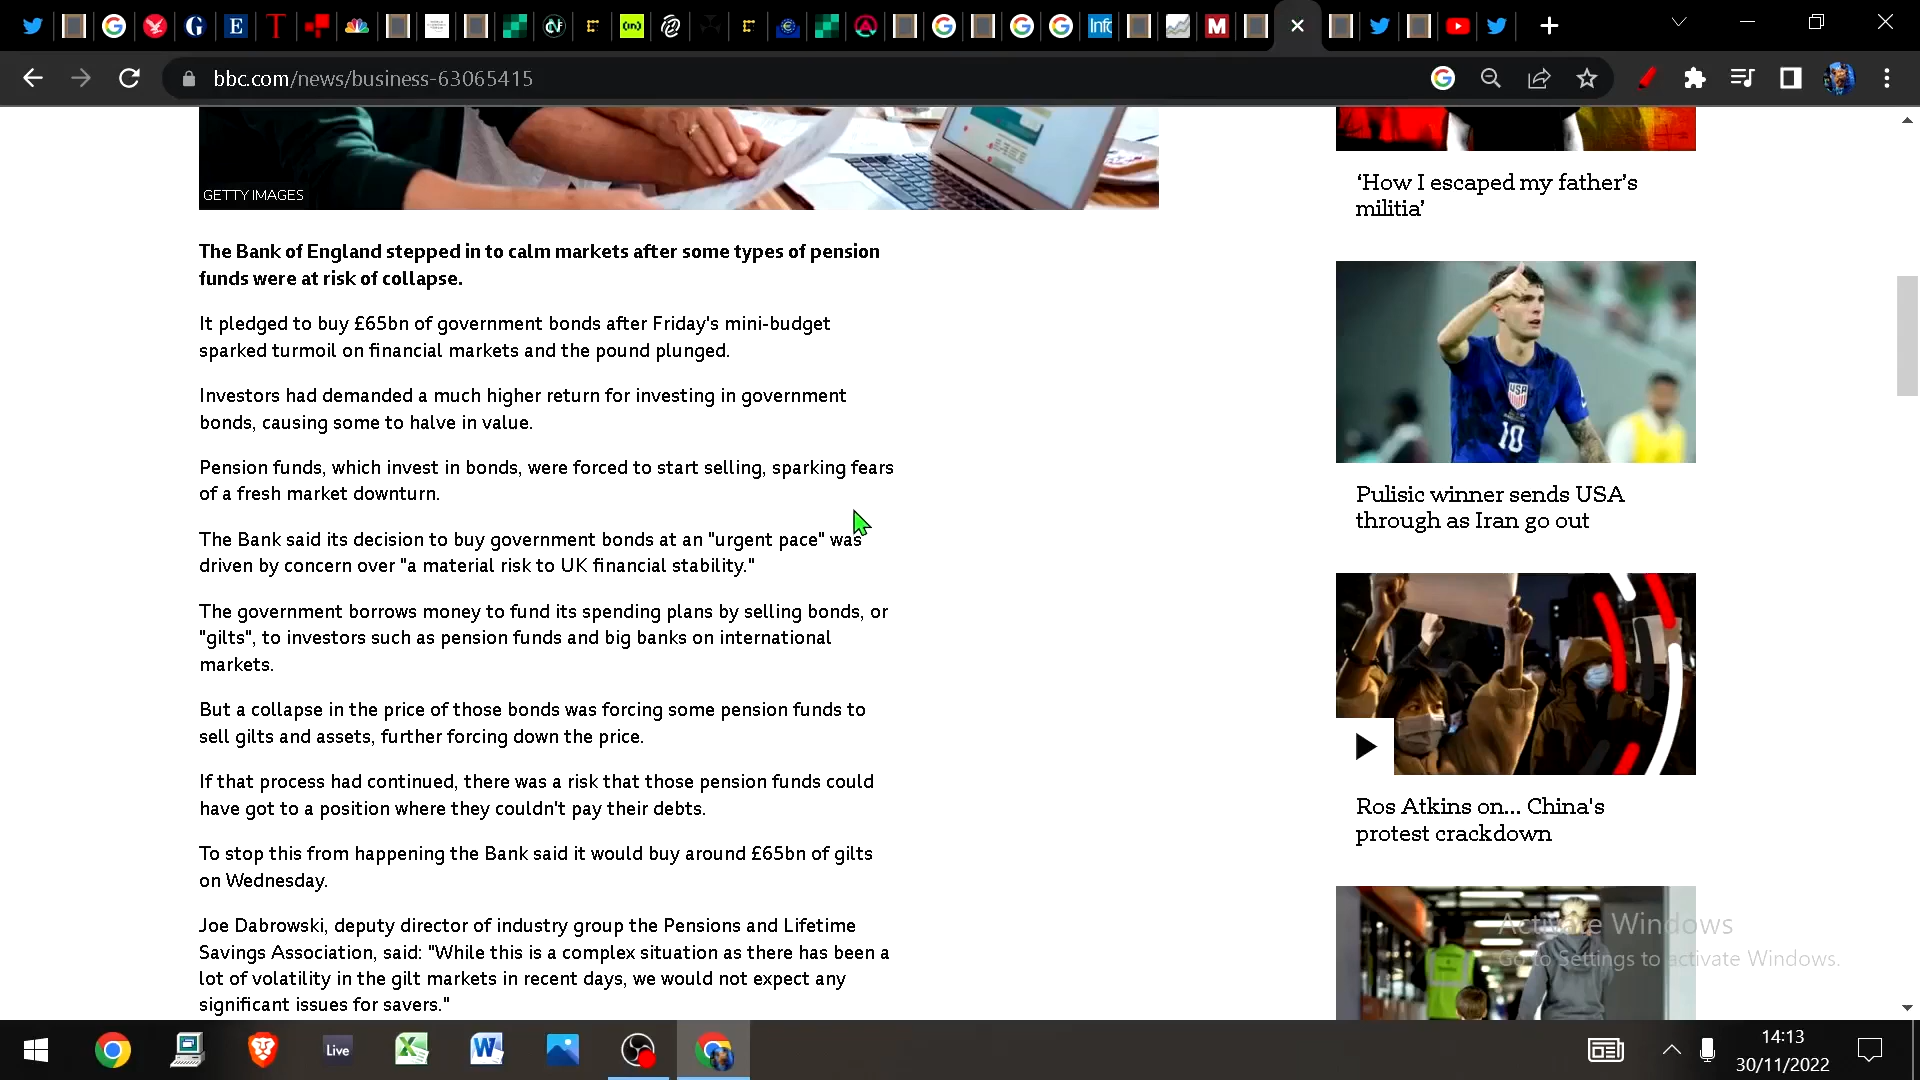 bbc.com/news/business-63065415
GETTY IMAGES
The Bank of England stepped in to calm markets after some types of pension
funds were at risk of collapse.
It pledged to buy £65bn of government bonds after Friday's mini-budget
sparked turmoil on financial markets and the pound plunged.
Investors had demanded a much higher return for investing in government
bonds, causing some to halve in value.
Pension funds, which invest in bonds, were forced to start selling, sparking fears
of a fresh market downturn.
The Bank said its decision to buy government bonds at an "urgent pace" was
driven by concern over "a material risk to UK financial stability."
The government borrows money to fund its spending plans by selling bonds, or
"gilts", to investors such as pension funds and big banks on international
markets.
But a collapse in the price of those bonds was forcing some pension funds to
sell gilts and assets, further forcing down the price.
If that process had continued, there was a risk that those pension funds could
have got to a position where they couldn't pay their debts.
To stop this from happening the Bank said it would buy around £65bn of gilts
on Wednesday.
Joe Dabrowski, deputy director of industry group the Pensions and Lifetime
Savings Association, said: "While this is a complex situation as there has been a
lot of volatility in the gilt markets in recent days, we would not expect any
significant issues for savers."
‘How I escaped my father’s
militia’
USA
10
Pulisic winner sends USA
through as Iran go out
Ros Atkins on... China's
protest crackdown
Activate Windows
Go to Settings to activate Windows.
Live
14:13
30/11/2022